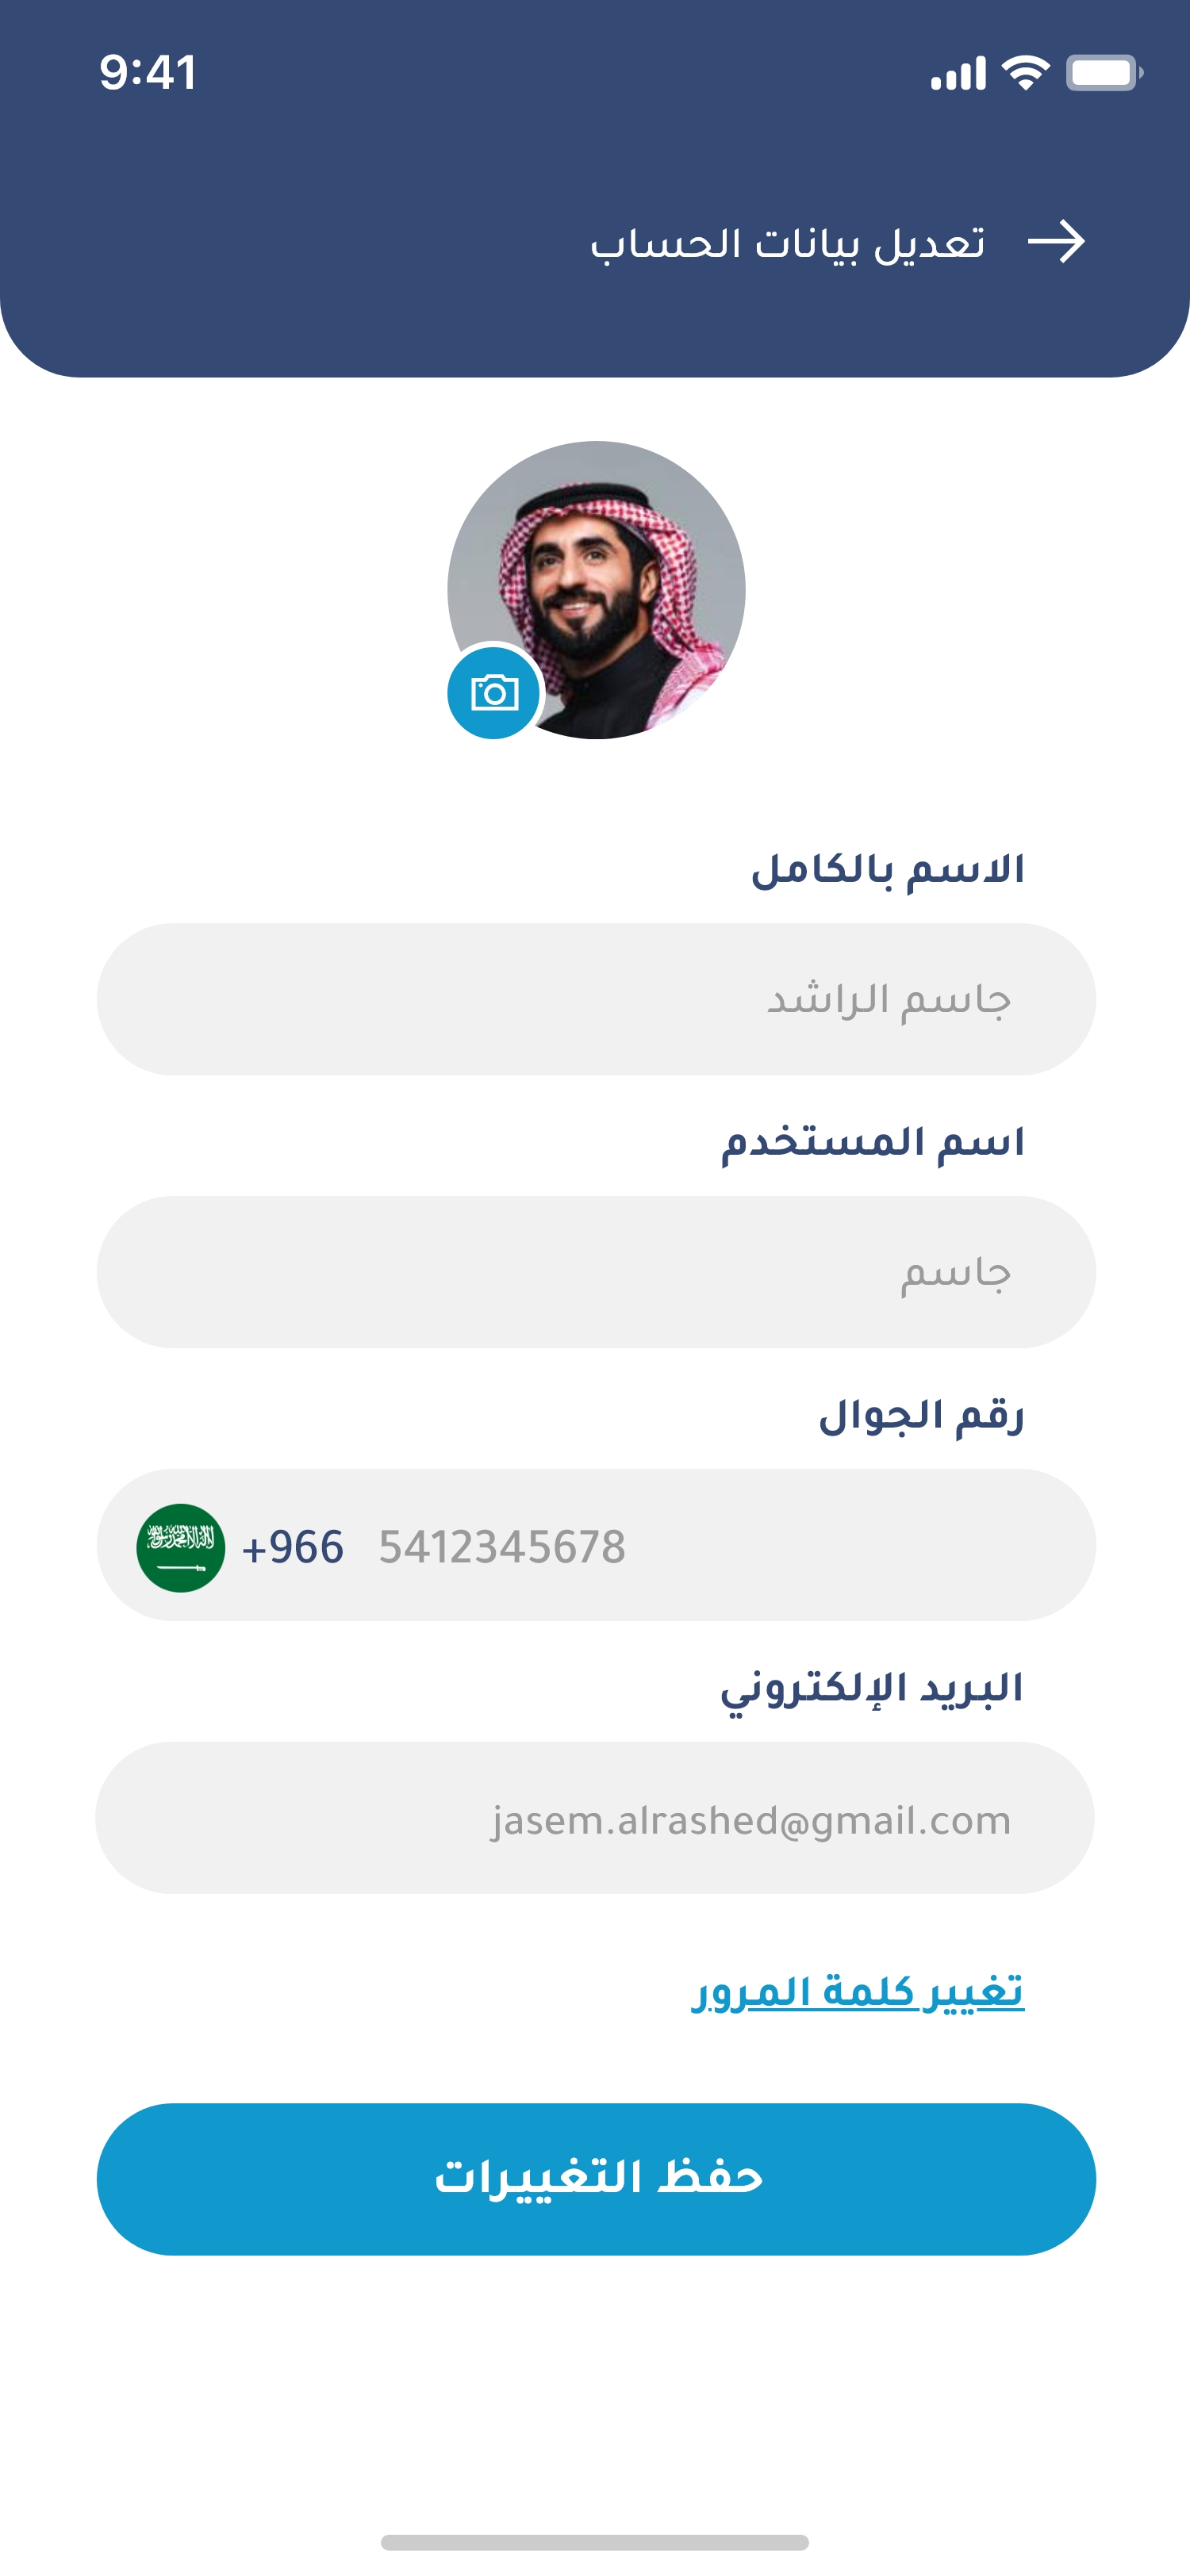 9:41
تعديل بيانات الحساب
الاسم بالكامل
جاسم الراشد
اسم المستخدم
جاسم
رقم الجوال
+966 5412345678
البريد الإلكتروني
jasem.alrashed@gmail.com
تغيير كلمة المرور
حفظ التغييرات